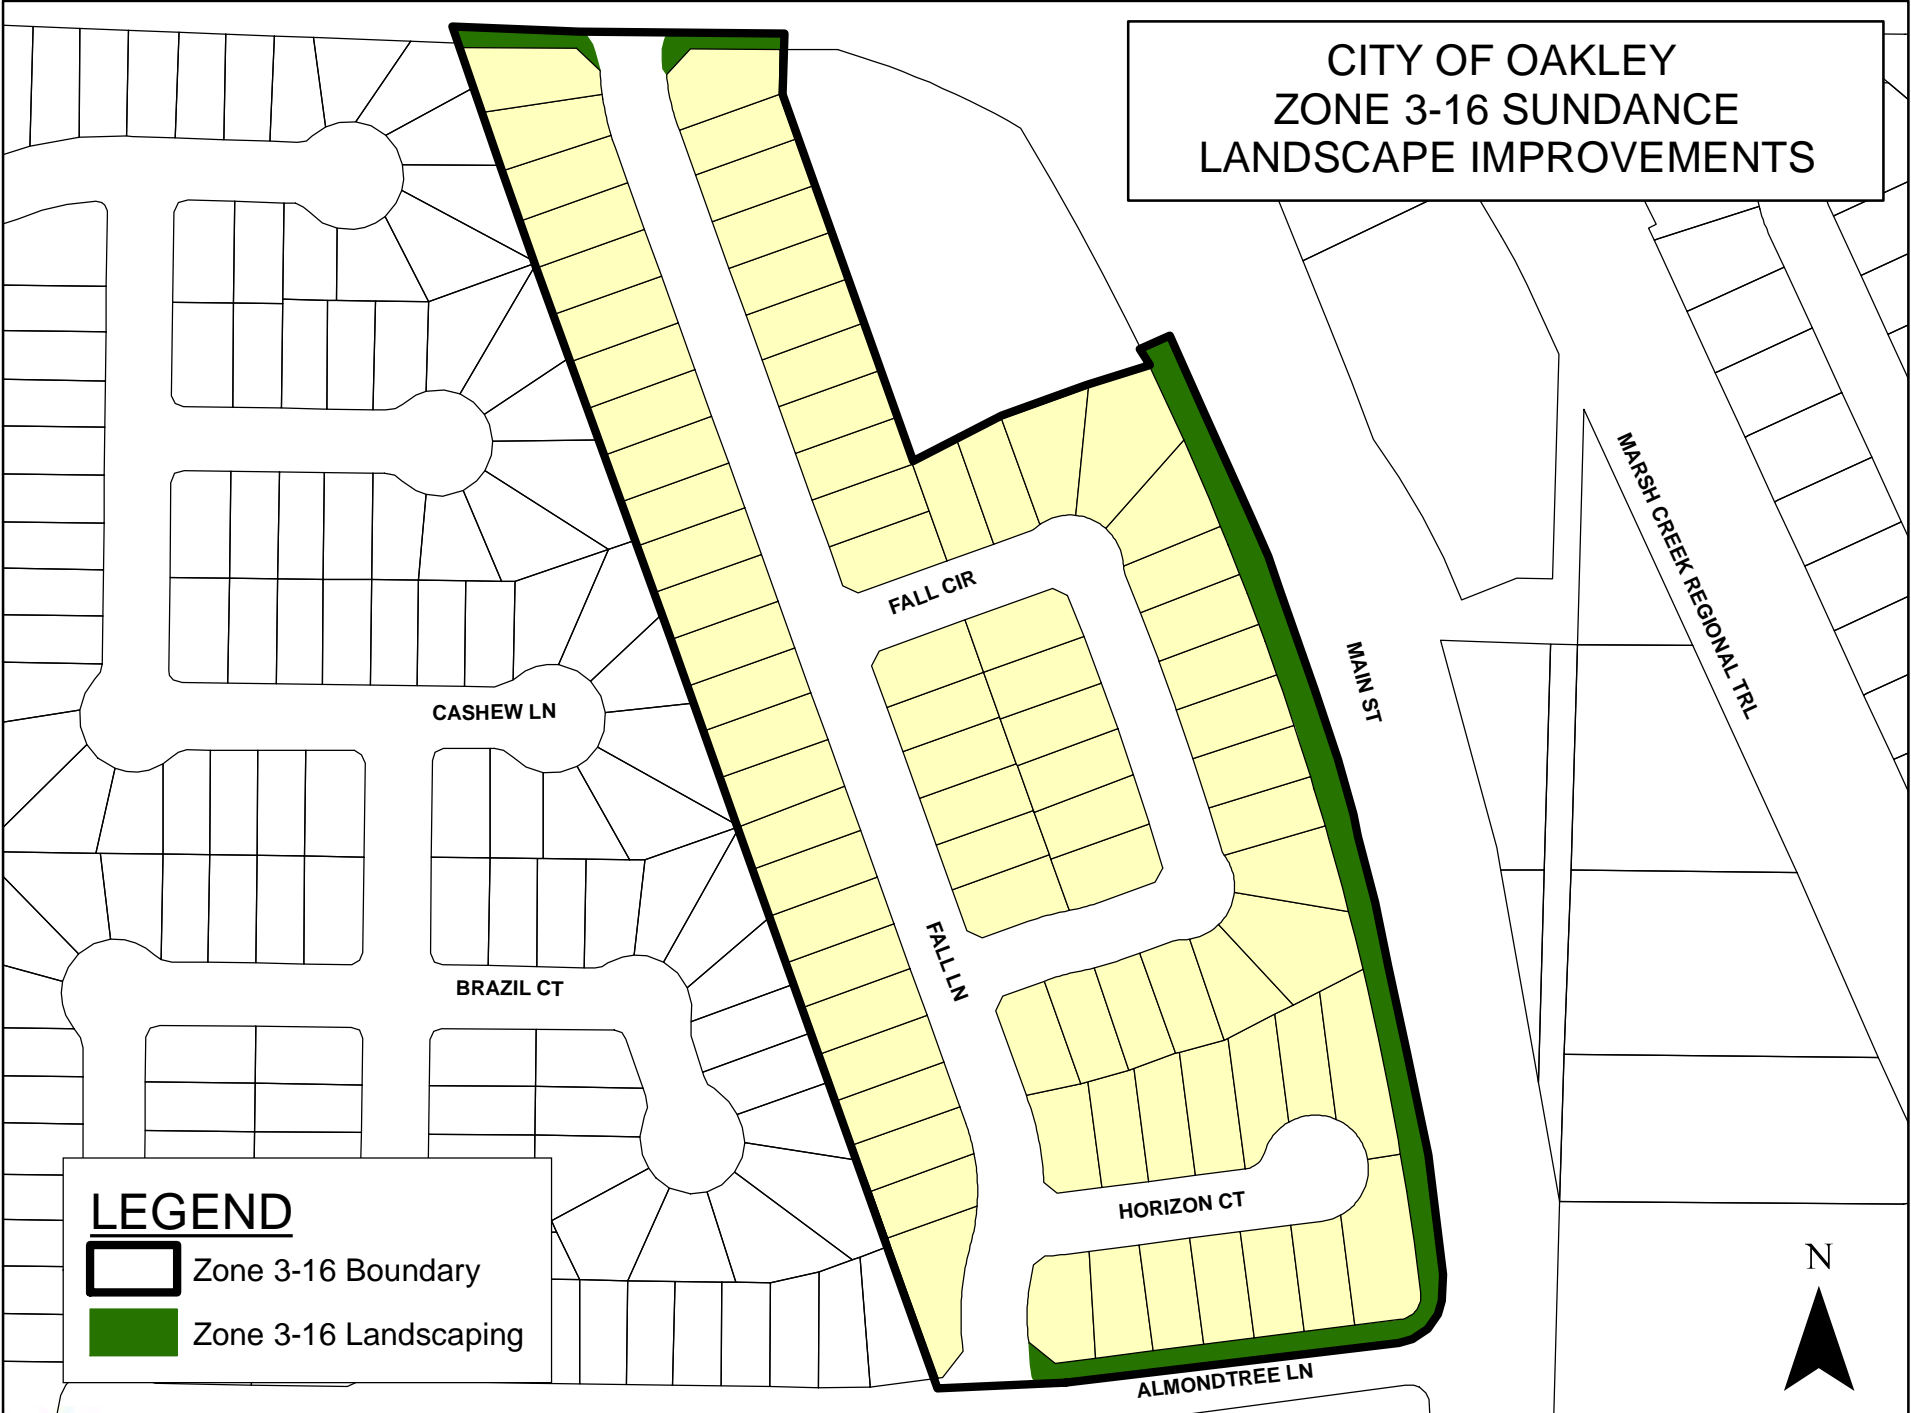 CITY OF OAKLEY
ZONE 3-16 SUNDANCE
LANDSCAPE IMPROVEMENTS
MARSH CREEK REGIONAL TRL
FALL CIR
MAIN ST
CASHEW LN
FALL LN
BRAZIL CT
HORIZON CT
ALMONDTREE LN
LEGEND
Zone 3-16 Boundary
Zone 3-16 Landscaping
N